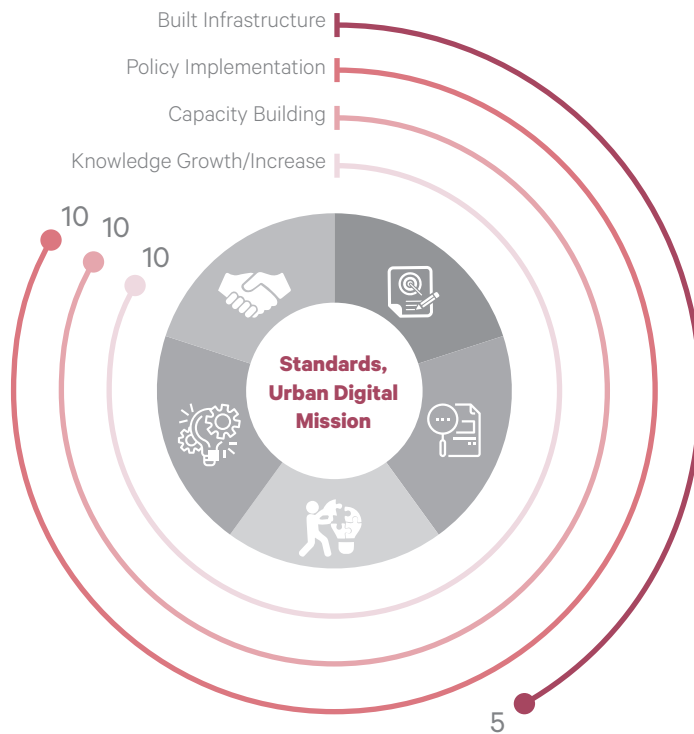 Built Infrastructure
Policy Implementation
Capacity Building
Knowledge Growth/Increase
10
10
10
Standards,
Urban Digital
Mission
5